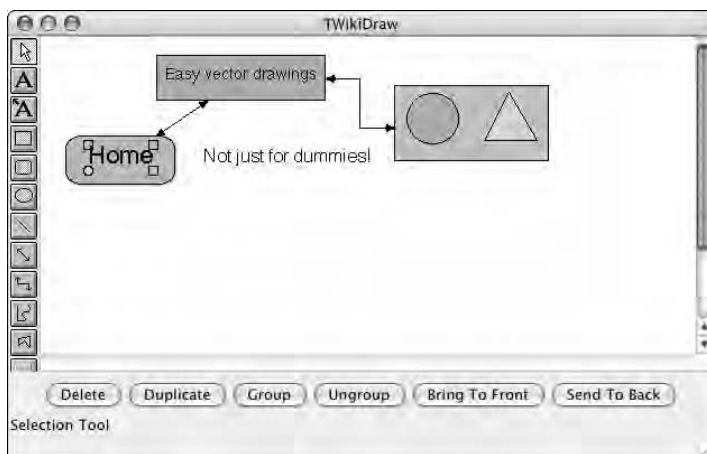 TWikiDraw
A
A
Easy vector drawings
Home
Not just for dummies!
Delete Duplicate Group Ungroup Bring To Front Send To Back
Selection Tool